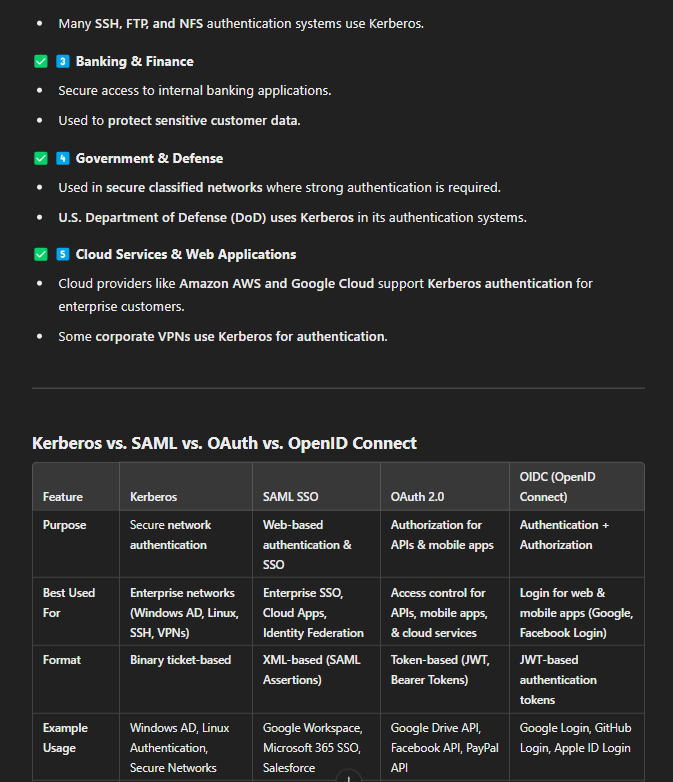 • Many SSH, FTP, and NFS authentication systems use Kerberos.
✅ 3️⃣ Banking & Finance
• Secure access to internal banking applications.
• Used to protect sensitive customer data.
✅ 4️⃣ Government & Defense
• Used in secure classified networks where strong authentication is required.
• U.S. Department of Defense (DoD) uses Kerberos in its authentication systems.
✅ 5️⃣ Cloud Services & Web Applications
• Cloud providers like Amazon AWS and Google Cloud support Kerberos authentication for
enterprise customers.
• Some corporate VPNs use Kerberos for authentication.
Kerberos vs. SAML vs. OAuth vs. OpenID Connect
Feature
Kerberos
SAML SSO
OAuth 2.0
OIDC (OpenID
Connect)
Purpose
Secure network
authentication
Web-based
authentication &
SSO
Authorization for
APIs & mobile apps
Authentication +
Authorization
Best Used
For
Enterprise networks
(Windows AD, Linux,
SSH, VPNs)
Enterprise SSO,
Cloud Apps,
Identity Federation
Access control for
APIs, mobile apps,
& cloud services
Login for web &
mobile apps (Google,
Facebook Login)
Format
Binary ticket-based
XML-based (SAML
Assertions)
Token-based (JWT,
Bearer Tokens)
JWT-based
authentication
tokens
Example
Usage
Windows AD, Linux
Authentication,
Secure Networks
Google Workspace,
Microsoft 365 SSO,
Salesforce
Google Drive API,
Facebook API, PayPal
API
Google Login, GitHub
Login, Apple ID Login